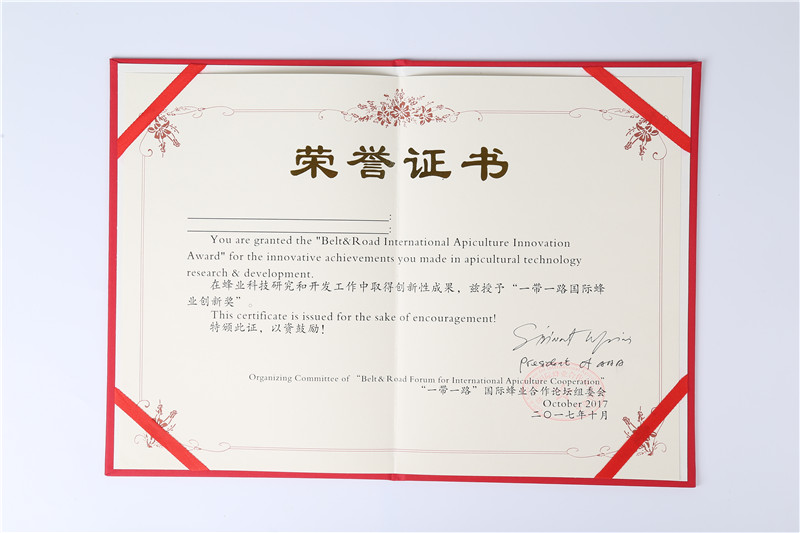 荣誉证书
:
:
You are granted the "Belt&Road International Apiculture Innovation
Award" for the innovative achievements you made in apicultural technology
research & development.
在蜂业科技研究和开发工作中取得创新性成果，兹授予“一带一路国际蜂
业创新奖”
This certificate is issued for the sake of encouragement!
特颁此证，以资鼓励！
President of AAA
Organizing Committee of “Belt＆Road Forum for International Apiculture Cooperation”
“一带一路”国际蜂业合作论坛组委会
October 2017
二〇一七年十月